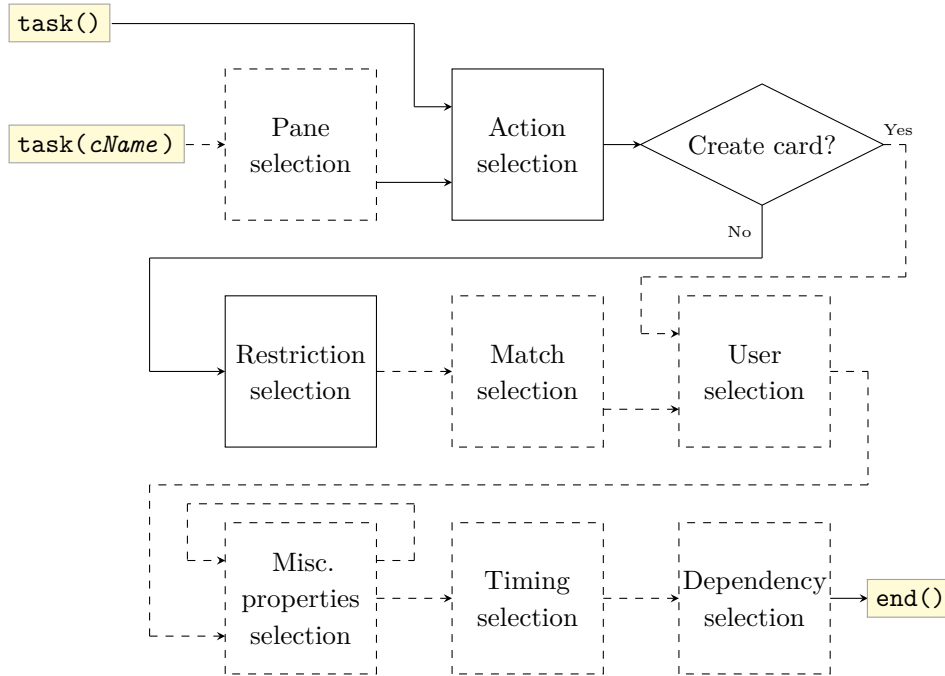 task()
Pane
selection
Action
selection
Create card?
Yes
task(cName)
No
Restriction
selection
Match
selection
User
selection
Misc.
properties
selection
Timing
selection
Dependency
selection
end()